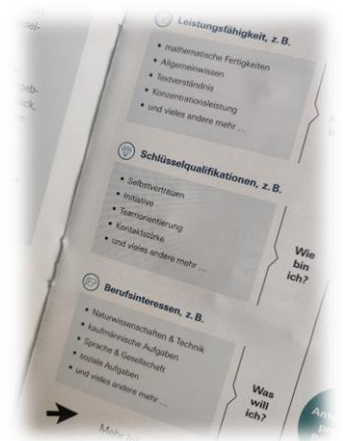 Leistungsfähigkeit, z. B.
• mathematische Fertigkeiten
• Allgemeinwissen
• Textverständnis
• Konzentrationsleistung
• und vieles andere mehr ...
Schlüsselqualifikationen, z. B.
• Selbstvertrauen
• Initiative
• Teamorientierung
• Kontaktstärke
• und vieles andere mehr ...
Wie
bin
ich?
Berufsinteressen, z. B.
• Naturwissenschaften & Technik
• kaufmännische Aufgaben
• Sprache & Gesellschaft
• soziale Aufgaben
• und vieles andere mehr ...
Was
will
ich?